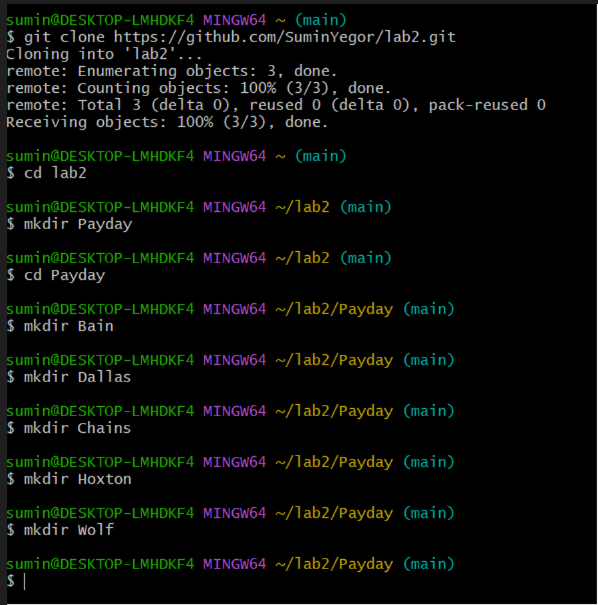 sumin@DESKTOP-LMHDKF4 MINGW64 ~ (main)
$ git clone https://github.com/SuminYegor/lab2.git
Cloning into 'lab2'...
remote: Enumerating objects: 3, done.
remote: Counting objects: 100% (3/3), done.
remote: Total 3 (delta 0), reused 0 (delta 0), pack-reused 0
Receiving objects: 100% (3/3), done.
sumin@DESKTOP-LMHDKF4 MINGW64 ~ (main)
$ cd lab2
sumin@DESKTOP-LMHDKF4 MINGW64 ~/lab2 (main)
$ mkdir Payday
sumin@DESKTOP-LMHDKF4 MINGW64 ~/lab2 (main)
$ cd Payday
sumin@DESKTOP-LMHDKF4 MINGW64 ~/lab2/Payday (main)
$ mkdir Bain
sumin@DESKTOP-LMHDKF4 MINGW64 ~/lab2/Payday (main)
$ mkdir Dallas
sumin@DESKTOP-LMHDKF4 MINGW64 ~/lab2/Payday (main)
$ mkdir Chains
sumin@DESKTOP-LMHDKF4 MINGW64 ~/lab2/Payday (main)
$ mkdir Hoxton
sumin@DESKTOP-LMHDKF4 MINGW64 ~/lab2/Payday (main)
$ mkdir Wolf
sumin@DESKTOP-LMHDKF4 MINGW64 ~/lab2/Payday (main)
$